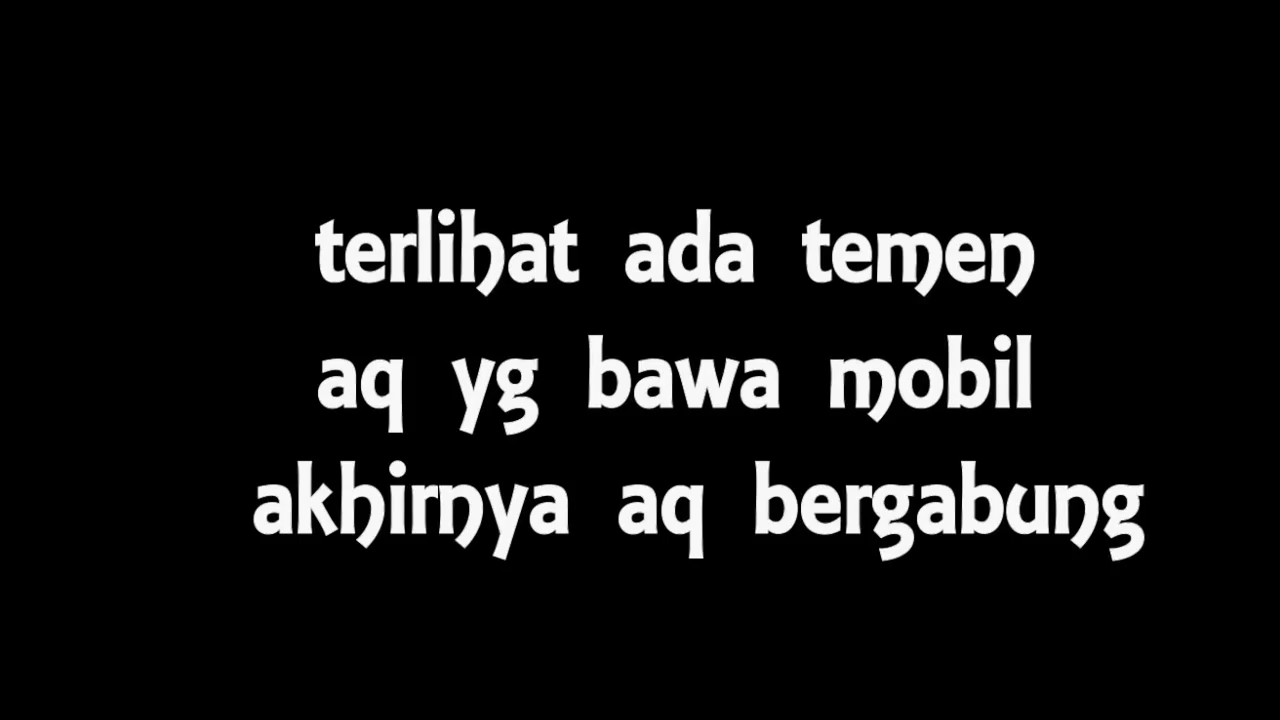 terlihat ada temen
aq yg bawa mobil
akhirnya aq bergabung